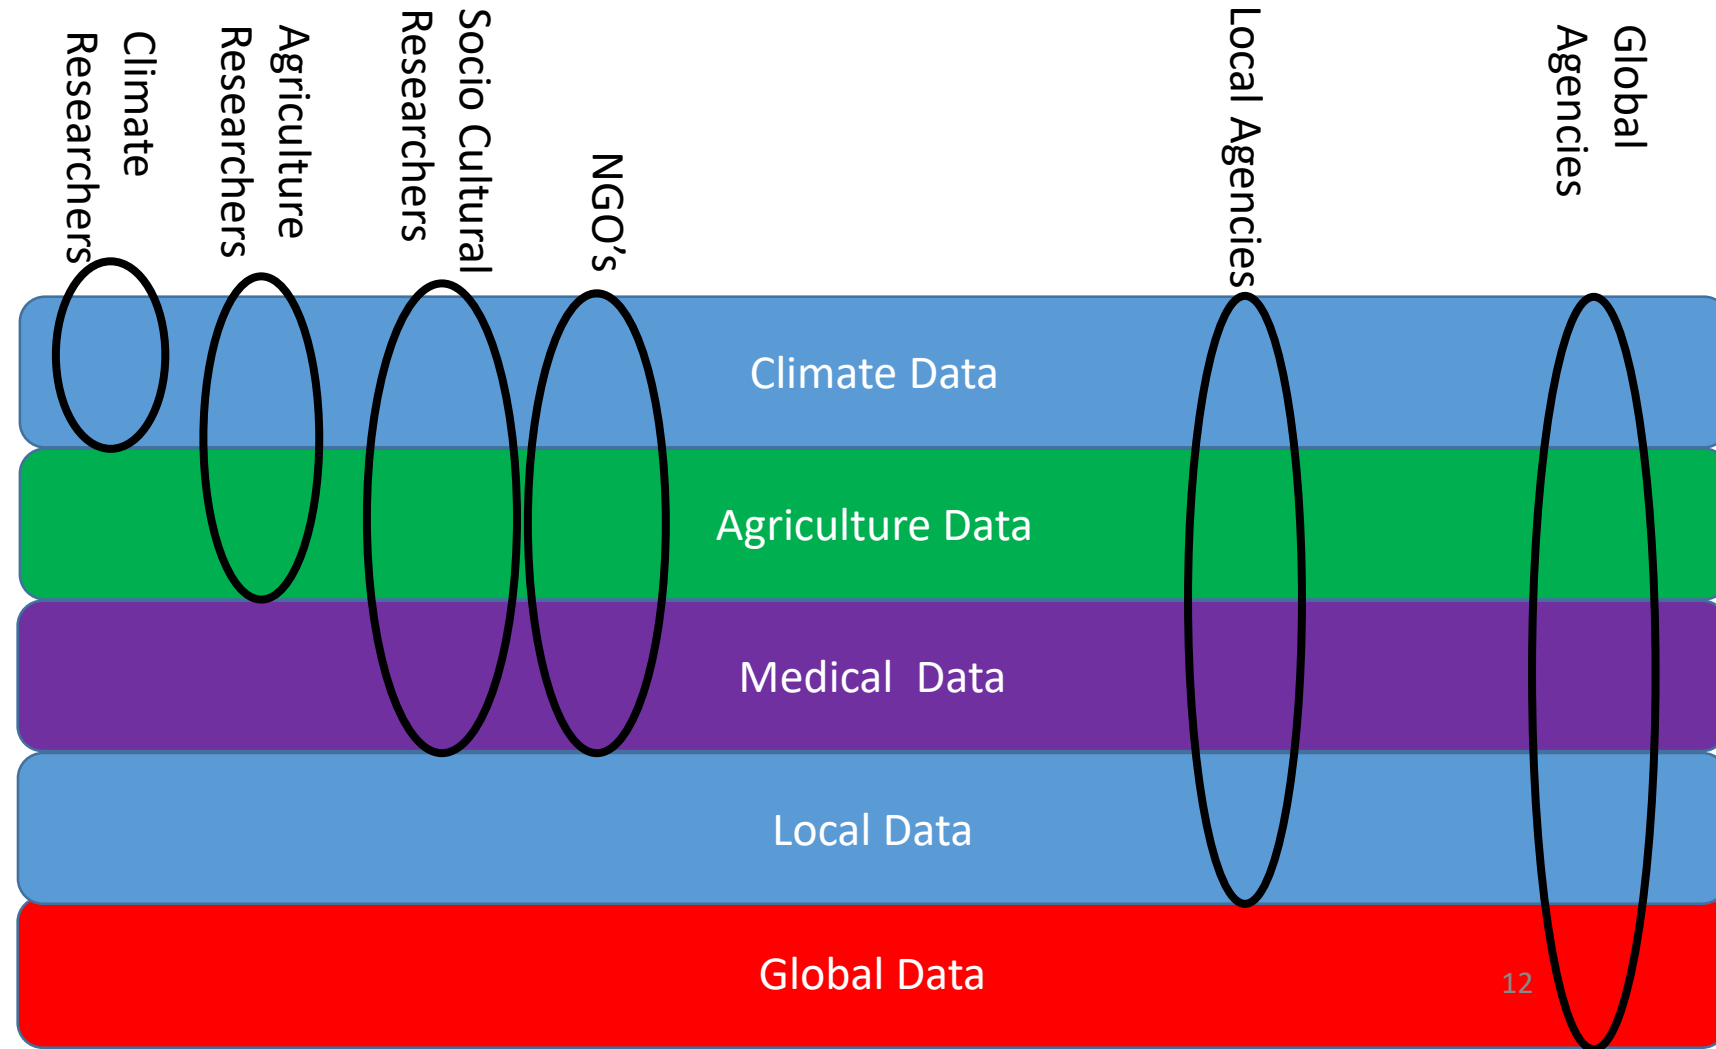 Climate
Researchers
Agriculture
Researchers
Socio Cultural
Researchers
NGO's
Local Agencies
Global
Agencies
Climate Data
Agriculture Data
Medical  Data
Local Data
Global Data
12